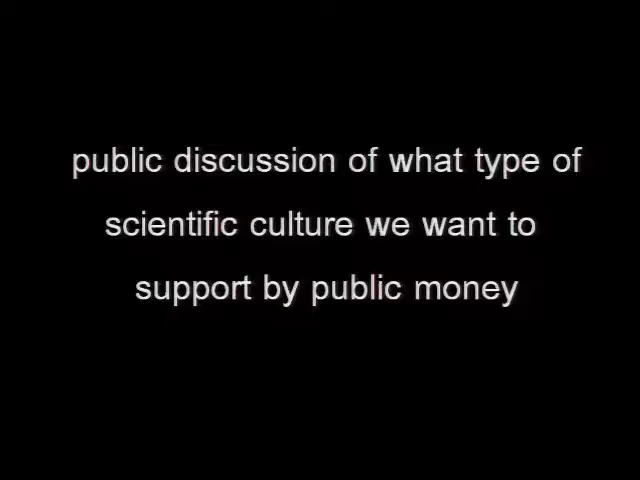 public discussion of what type of
scientific culture we want to
support by public money